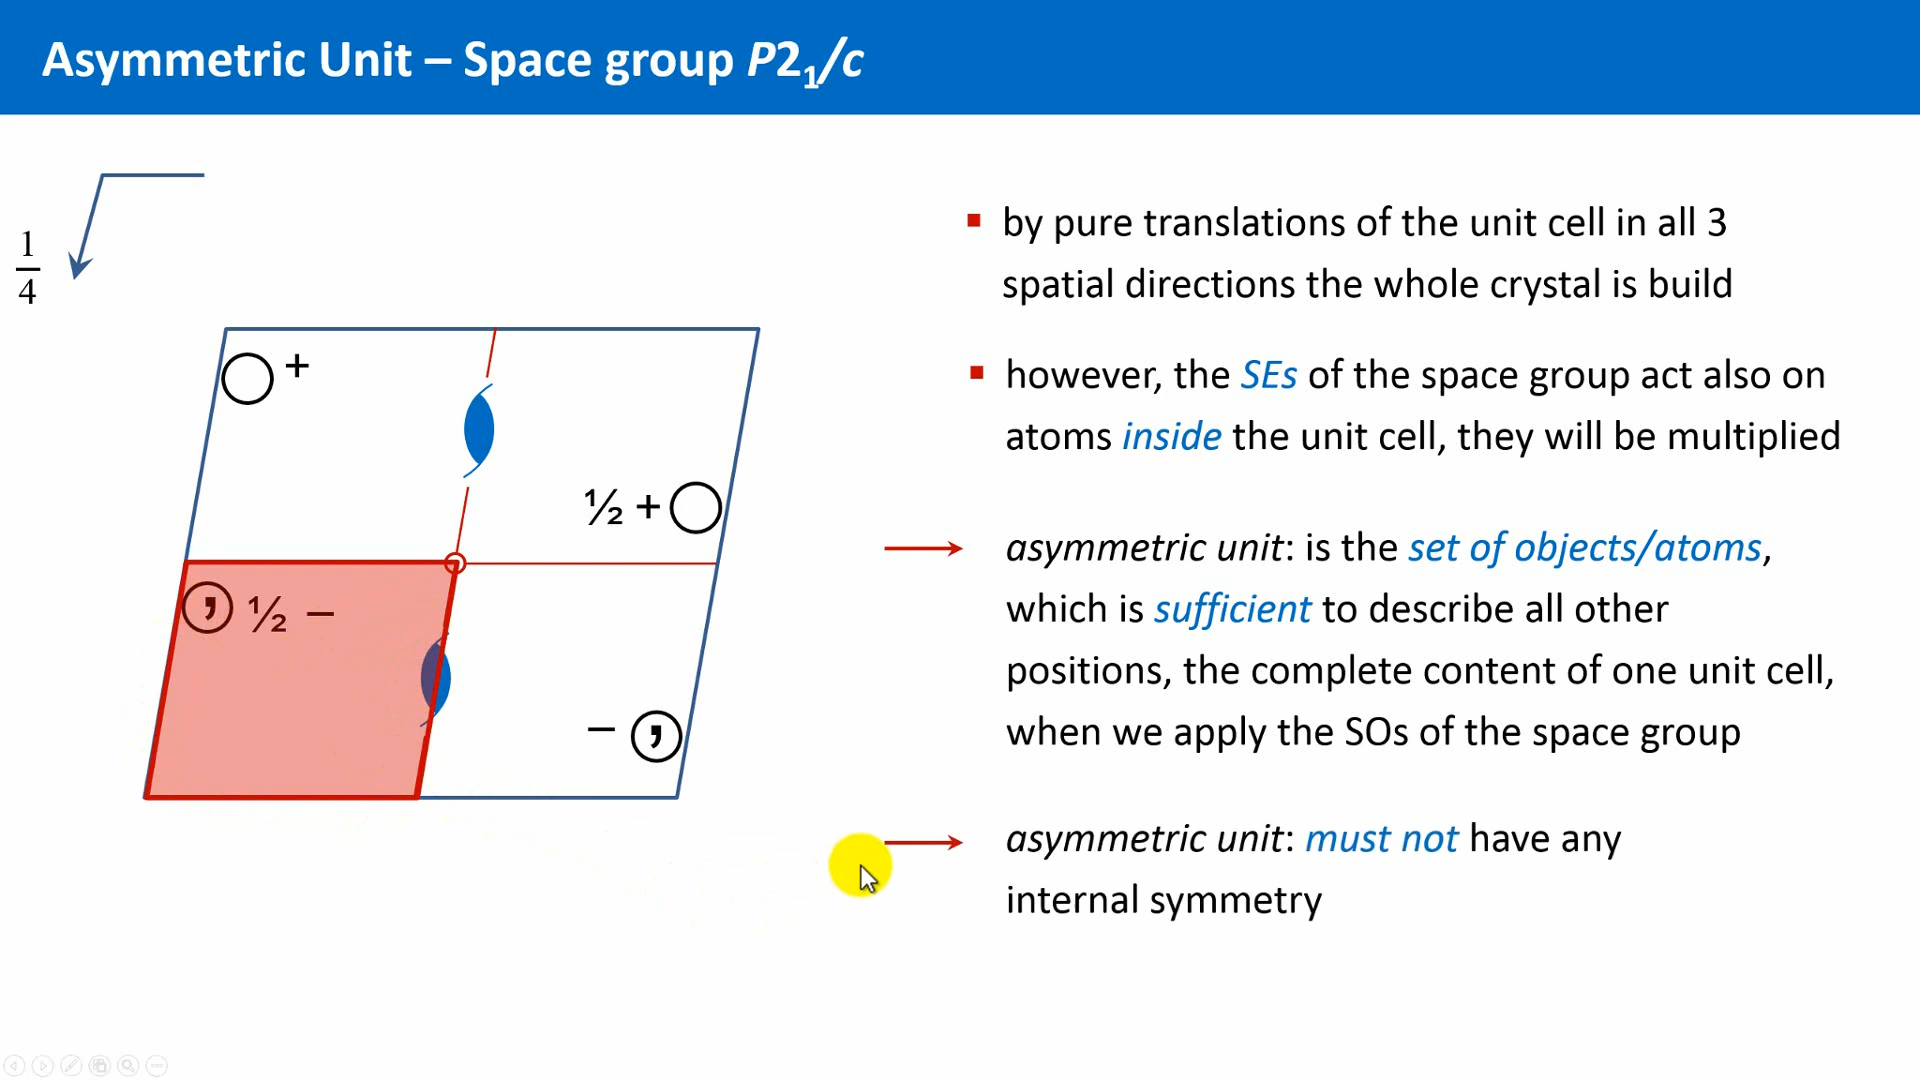 Asymmetric Unit – Space group P2₁/c
1
4
+
½ +
, ½ –
– ,
▪ by pure translations of the unit cell in all 3
spatial directions the whole crystal is build
▪ however, the SEs of the space group act also on
atoms inside the unit cell, they will be multiplied
asymmetric unit: is the set of objects/atoms,
which is sufficient to describe all other
positions, the complete content of one unit cell,
when we apply the SOs of the space group
asymmetric unit: must not have any
internal symmetry